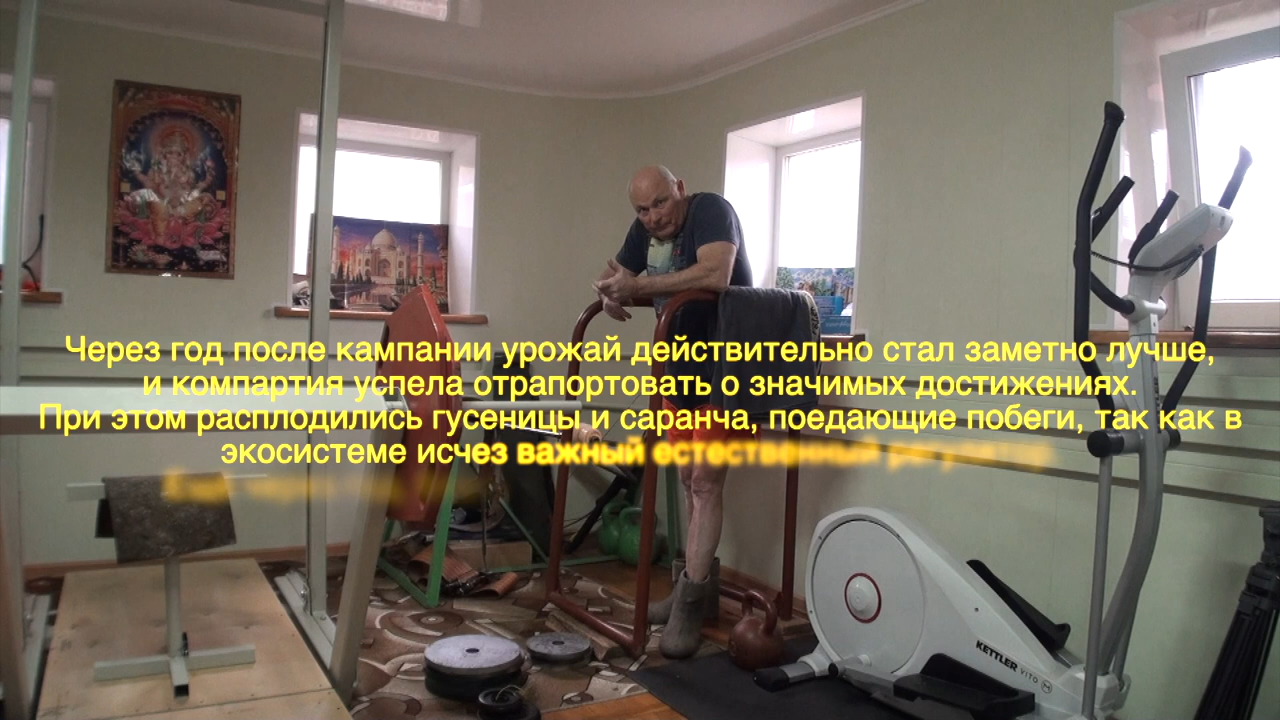 Через год после кампании урожай действительно стал заметно лучше,
и компартия успела отрапортовать о значимых достижениях.
При этом расплодились гусеницы и саранча, поедающие побеги, так как в
экосистеме исчез важный естественный регулятор.
KETTLER VITO M